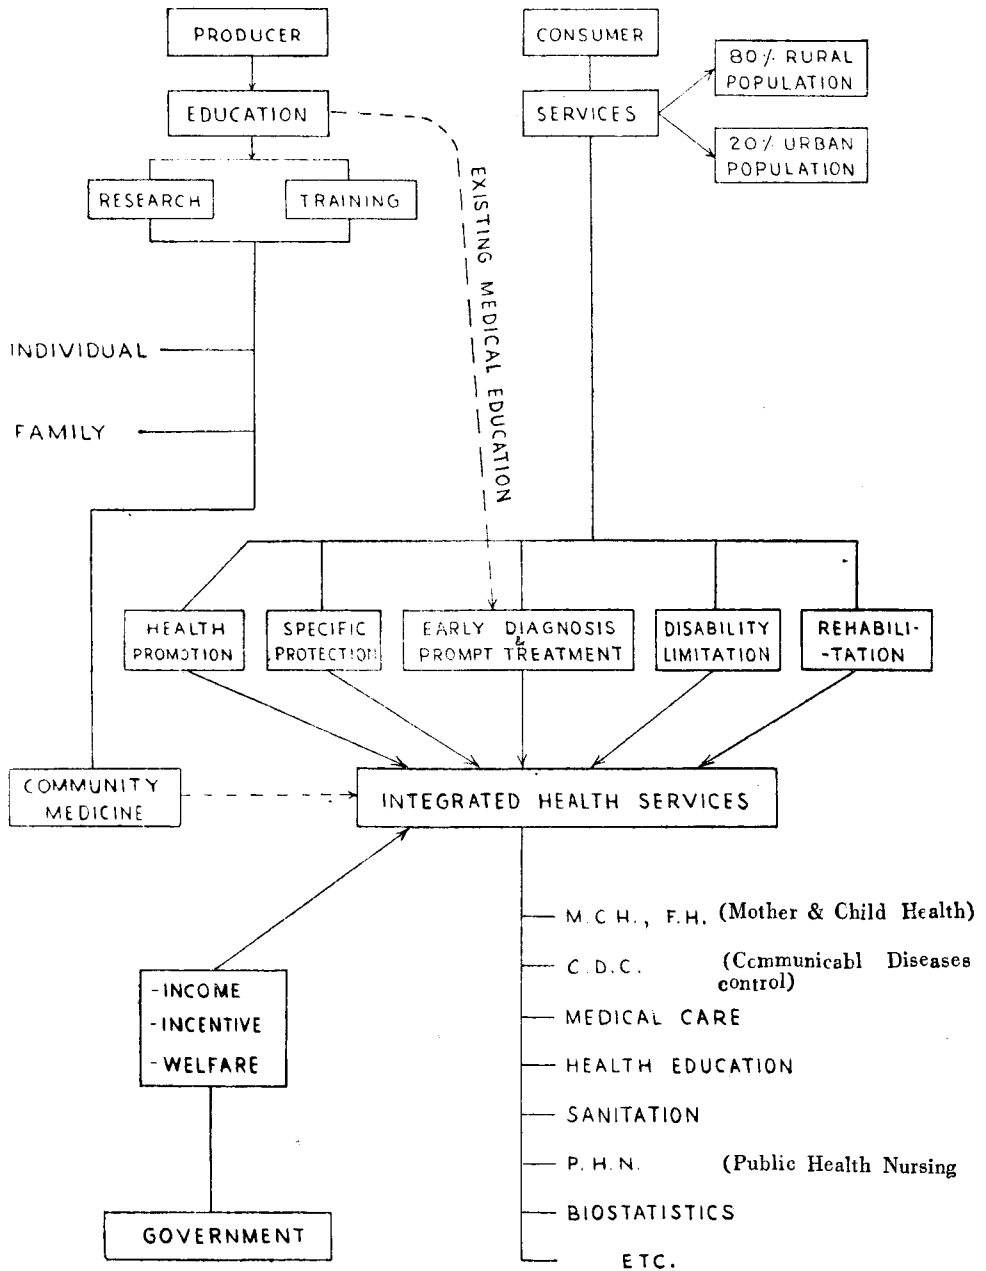 PRODUCER
CONSUMER
EDUCATION
SERVICES
80% RURAL
POPULATION
20% URBAN
POPULATION
RESEARCH
TRAINING
EXISTING MEDICAL EDUCATION
INDIVIDUAL
FAMILY
HEALTH
PROMOTION
SPECIFIC
PROTECTION
EARLY DIAGNOSIS
&
PROMPT TREATMENT
DISABILITY
LIMITATION
REHABILI-
-TATION
COMMUNITY
MEDICINE
INTEGRATED HEALTH SERVICES
M.C.H., F.H. (Mother & Child Health)
C.D.C. (Ccmmunicabl Diseases
control)
MEDICAL CARE
HEALTH EDUCATION
SANITATION
P.H.N. (Public Health Nursing
BIOSTATISTICS
ETC.
-INCOME
-INCENTIVE
-WELFARE
GOVERNMENT